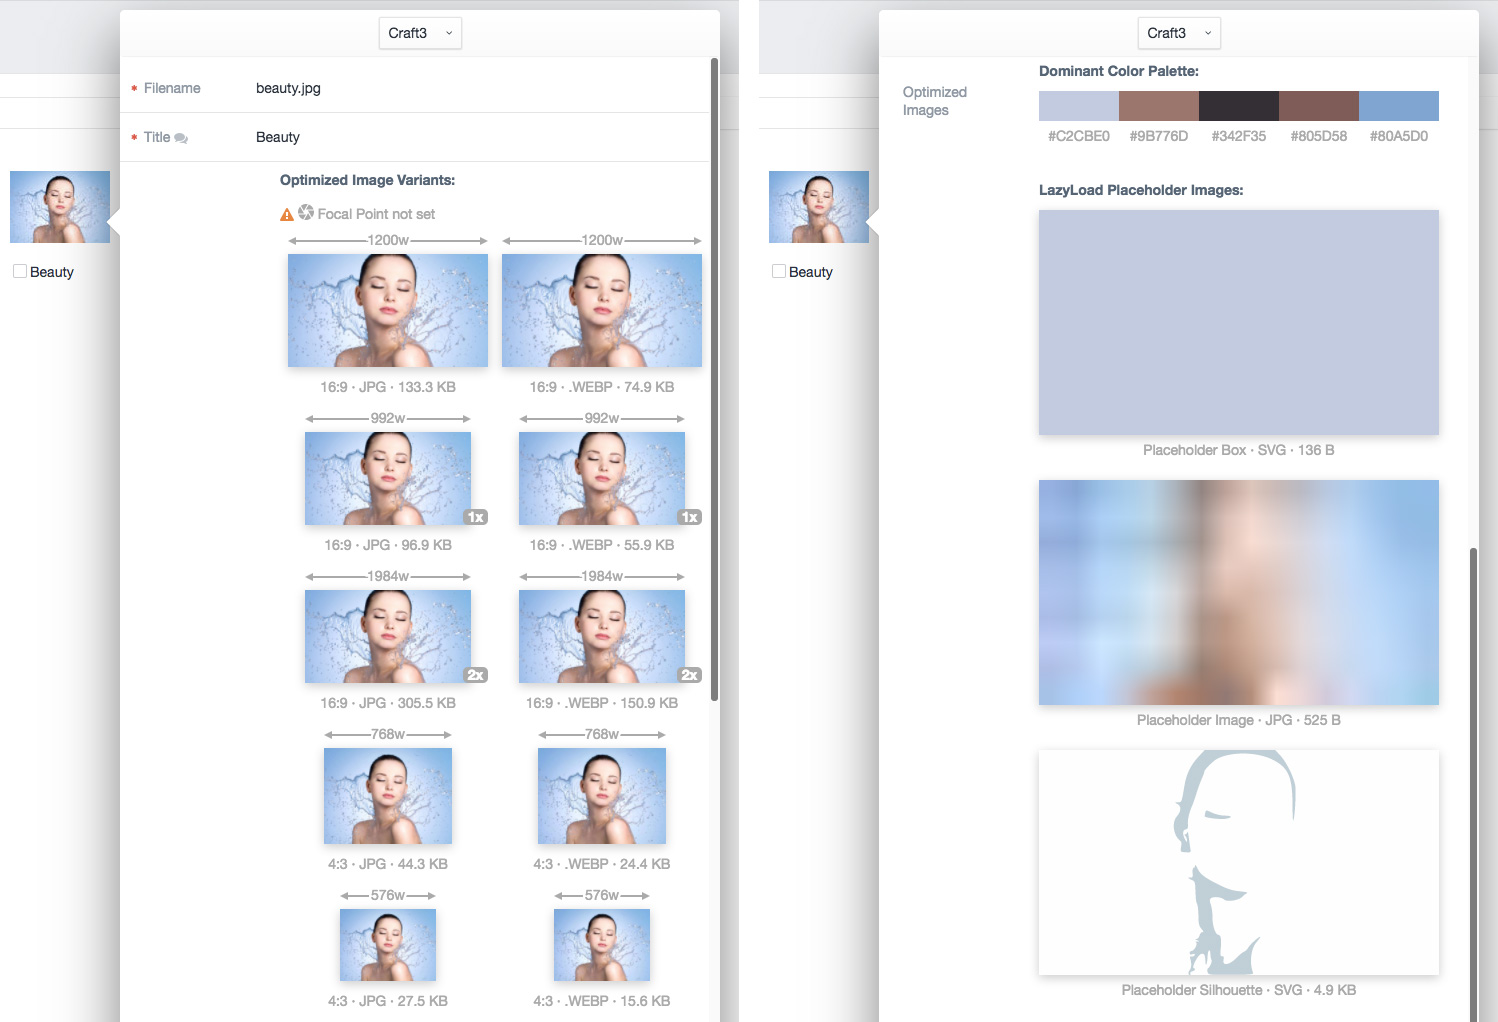 Craft3
* Filename beauty.jpg
* Title Beauty
Beauty
Optimized Image Variants:
Focal Point not set
1200w 1200w
16:9 · JPG · 133.3 KB 16:9 · .WEBP · 74.9 KB
992w 992w
1x 1x
16:9 · JPG · 96.9 KB 16:9 · .WEBP · 55.9 KB
1984w 1984w
2x 2x
16:9 · JPG · 305.5 KB 16:9 · .WEBP · 150.9 KB
768w 768w
4:3 · JPG · 44.3 KB 4:3 · .WEBP · 24.4 KB
576w 576w
4:3 · JPG · 27.5 KB 4:3 · .WEBP · 15.6 KB
Craft3
Beauty
Optimized
Images
Dominant Color Palette:
#C2CBE0 #9B776D #342F35 #805D58 #80A5D0
LazyLoad Placeholder Images:
Placeholder Box · SVG · 136 B
Placeholder Image · JPG · 525 B
Placeholder Silhouette · SVG · 4.9 KB